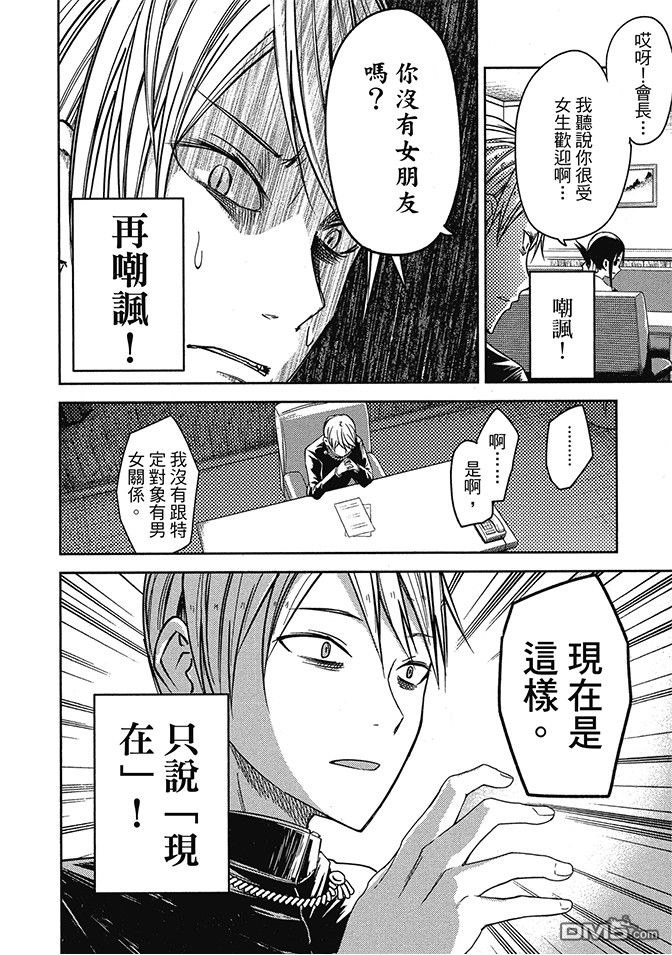 哎呀！會長…
我聽說你很受
女生歡迎啊…
嘲諷！
你沒有女朋友
嗎？
再嘲諷！
………
啊……
是啊，
我沒有跟特
定對象有男
女關係。
現在是
這樣。
只說「現
在」！
DM5.com